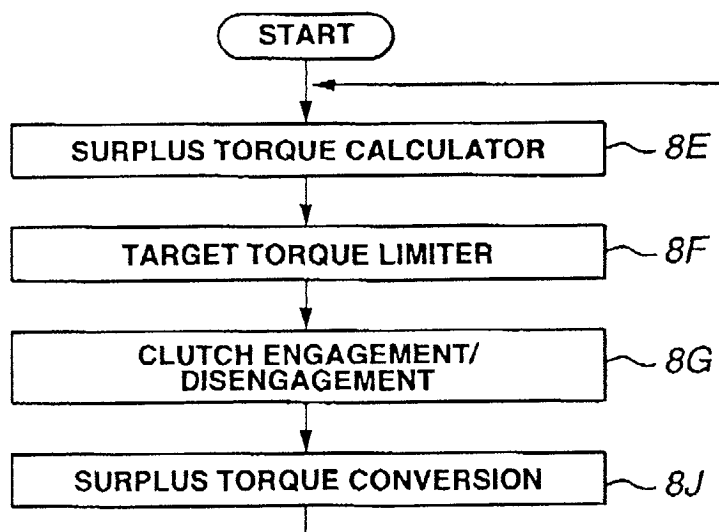 START
SURPLUS TORQUE CALCULATOR 8E
TARGET TORQUE LIMITER 8F
CLUTCH ENGAGEMENT/
DISENGAGEMENT 8G
SURPLUS TORQUE CONVERSION 8J